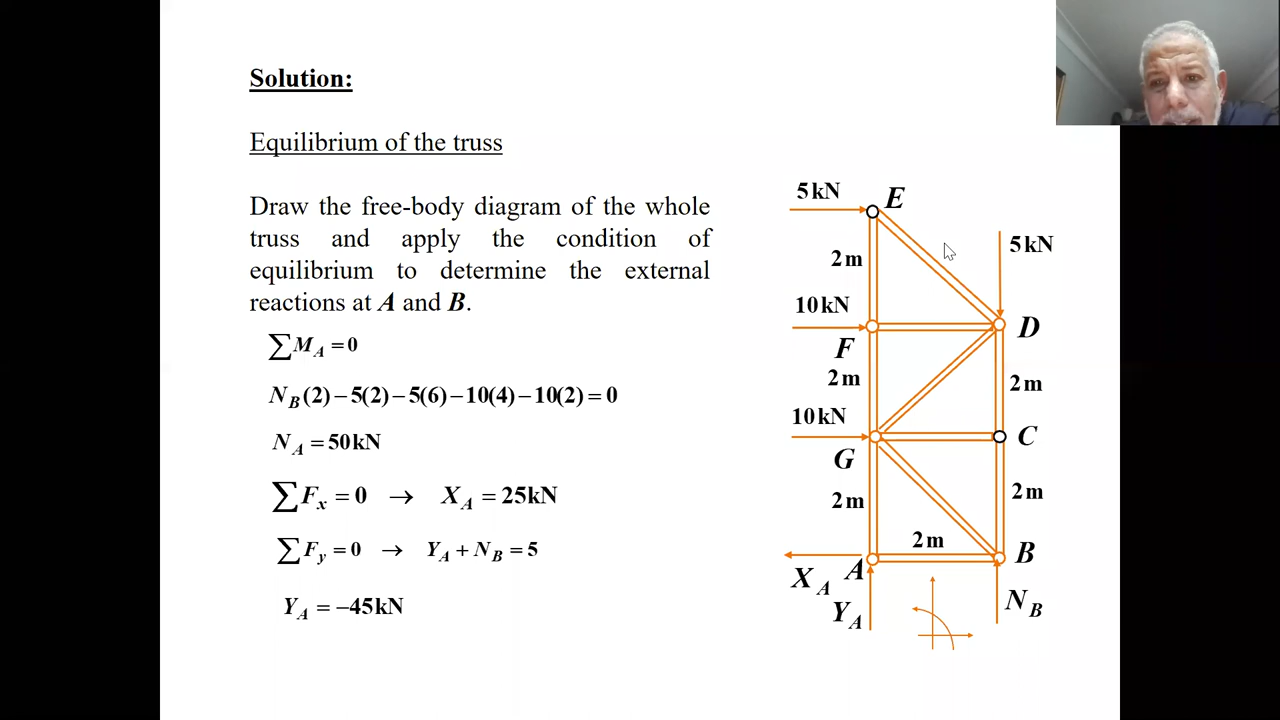 Solution:
Equilibrium of the truss
Draw the free-body diagram of the whole
truss and apply the condition of
equilibrium to determine the external
reactions at A and B.
∑M_A = 0
N_B(2) − 5(2) − 5(6) − 10(4) − 10(2) = 0
N_A = 50kN
∑F_x = 0 → X_A = 25kN
∑F_y = 0 → Y_A + N_B = 5
Y_A = −45kN
5kN
E
2m
5kN
10kN
D
F
2m
2m
10kN
C
G
2m
2m
2m
B
A
X_A
Y_A
N_B